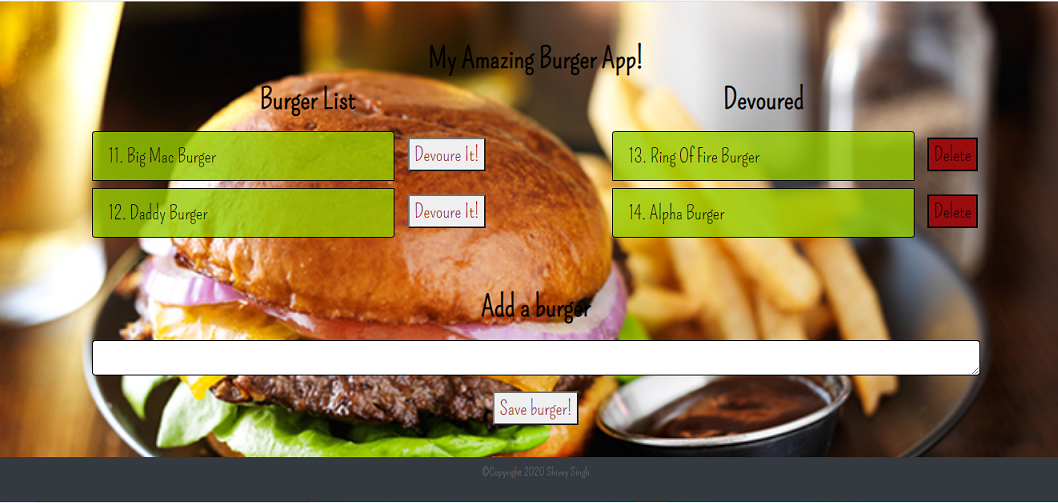 My Amazing Burger App!
Burger List
11. Big Mac Burger
Devoure It!
12. Daddy Burger
Devoure It!
Devoured
13. Ring Of Fire Burger
Delete
14. Alpha Burger
Delete
Add a burger
Save burger!
©Copyright 2020 Shivay Singh